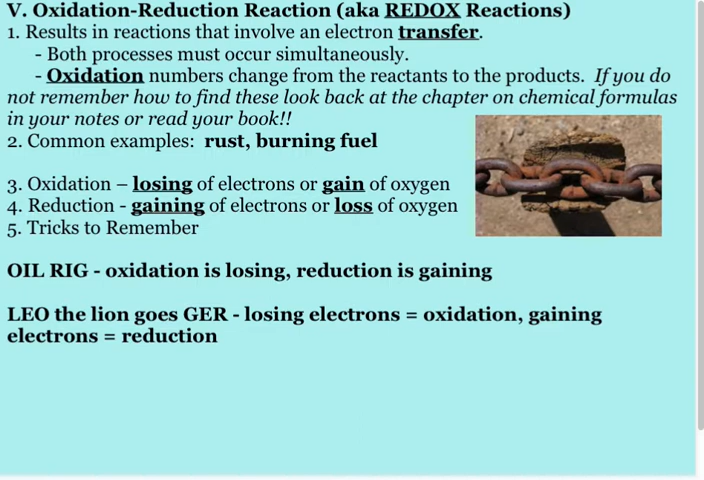 V. Oxidation-Reduction Reaction (aka REDOX Reactions)
1. Results in reactions that involve an electron transfer.
- Both processes must occur simultaneously.
- Oxidation numbers change from the reactants to the products. If you do
not remember how to find these look back at the chapter on chemical formulas
in your notes or read your book!!
2. Common examples: rust, burning fuel
3. Oxidation – losing of electrons or gain of oxygen
4. Reduction - gaining of electrons or loss of oxygen
5. Tricks to Remember
OIL RIG - oxidation is losing, reduction is gaining
LEO the lion goes GER - losing electrons = oxidation, gaining
electrons = reduction